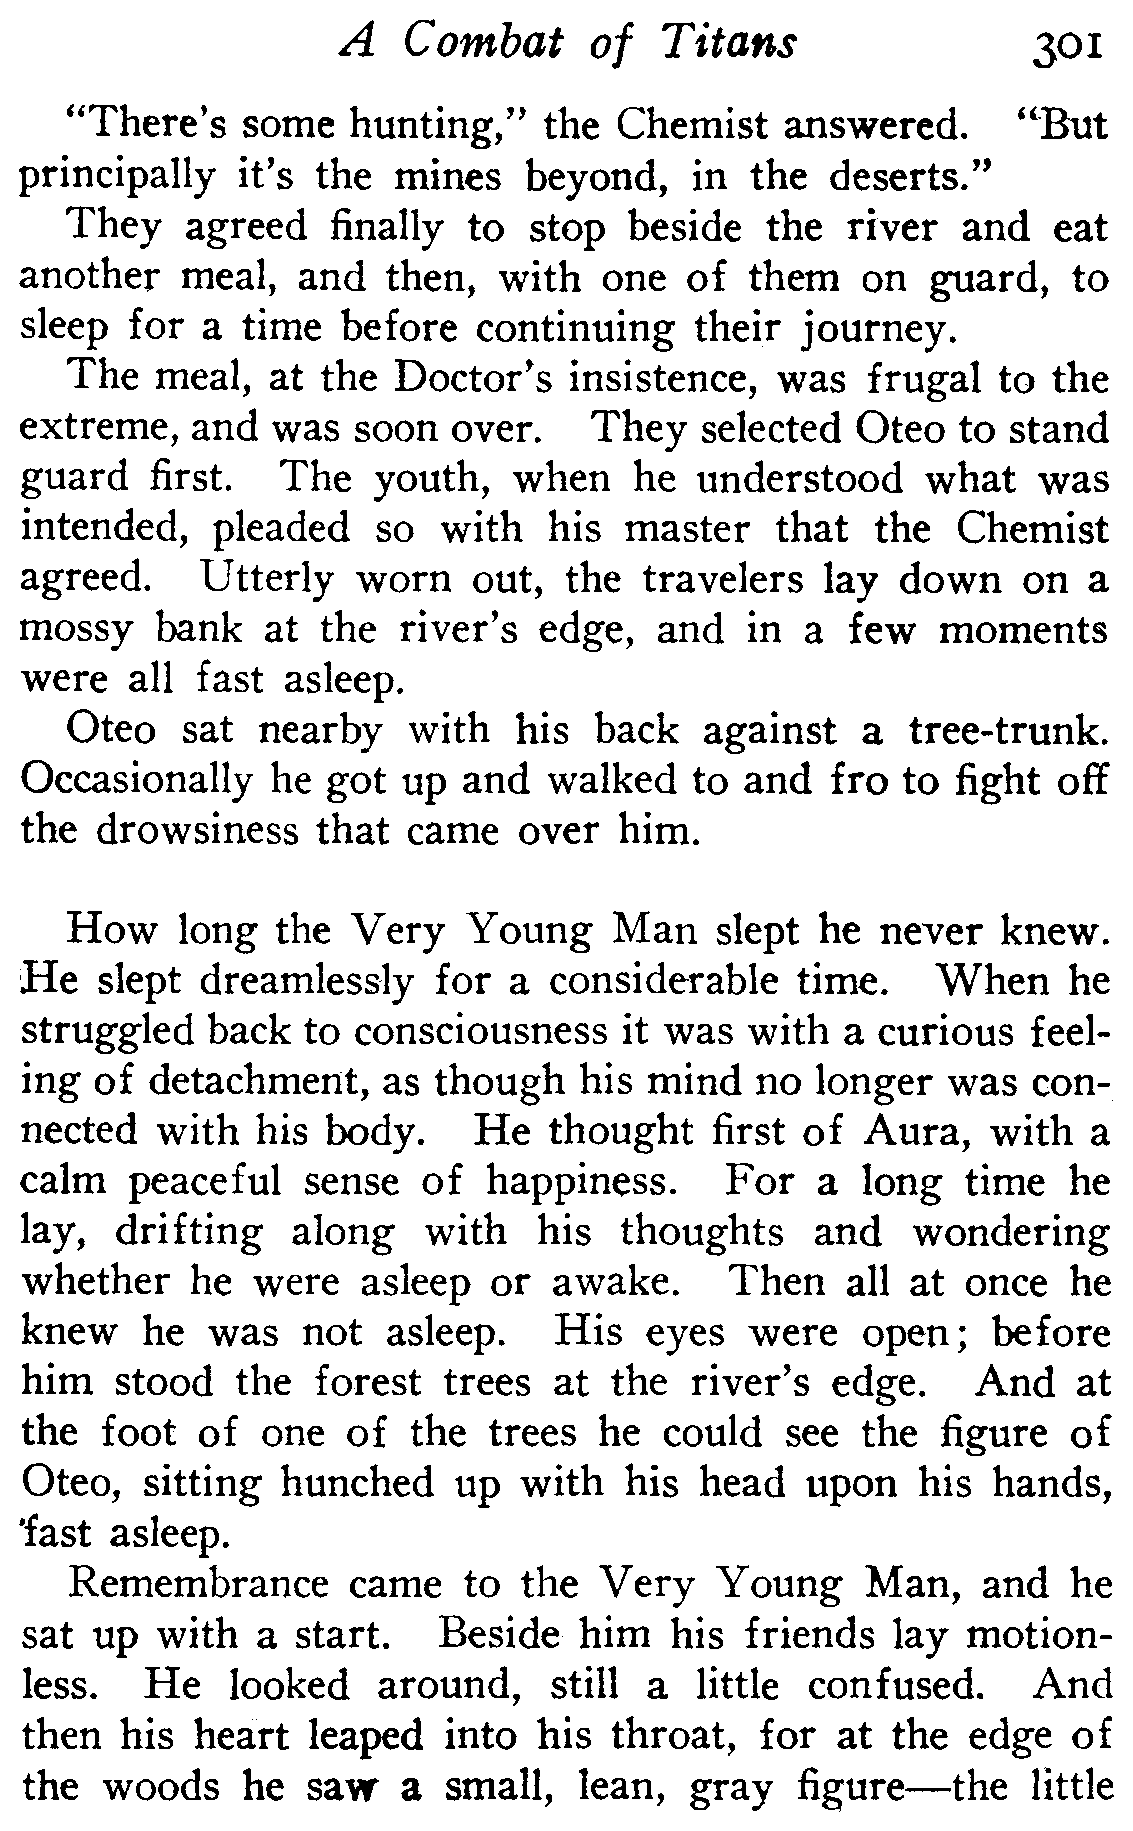 A Combat of Titans 301
“There’s some hunting,” the Chemist answered. “But
principally it’s the mines beyond, in the deserts.”
They agreed finally to stop beside the river and eat
another meal, and then, with one of them on guard, to
sleep for a time before continuing their journey.
The meal, at the Doctor’s insistence, was frugal to the
extreme, and was soon over. They selected Oteo to stand
guard first. The youth, when he understood what was
intended, pleaded so with his master that the Chemist
agreed. Utterly worn out, the travelers lay down on a
mossy bank at the river’s edge, and in a few moments
were all fast asleep.
Oteo sat nearby with his back against a tree-trunk.
Occasionally he got up and walked to and fro to fight off
the drowsiness that came over him.
How long the Very Young Man slept he never knew.
He slept dreamlessly for a considerable time. When he
struggled back to consciousness it was with a curious feel-
ing of detachment, as though his mind no longer was con-
nected with his body. He thought first of Aura, with a
calm peaceful sense of happiness. For a long time he
lay, drifting along with his thoughts and wondering
whether he were asleep or awake. Then all at once he
knew he was not asleep. His eyes were open; before
him stood the forest trees at the river’s edge. And at
the foot of one of the trees he could see the figure of
Oteo, sitting hunched up with his head upon his hands,
fast asleep.
Remembrance came to the Very Young Man, and he
sat up with a start. Beside him his friends lay motion-
less. He looked around, still a little confused. And
then his heart leaped into his throat, for at the edge of
the woods he saw a small, lean, gray figure—the little